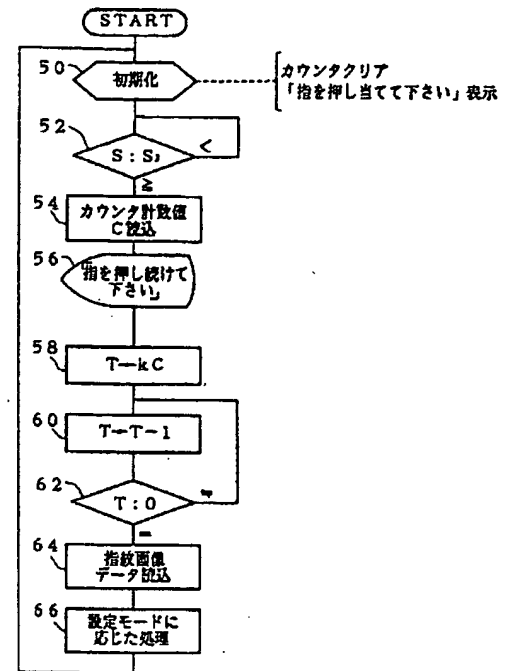 START
50
初期化
カウンタクリア
「指を押し当てて下さい」表示
52
S : S₁
<
≧
54
カウンタ計数値
C読込
56
「指を押し続けて
下さい」
58
T←kC
60
T←T-1
62
T : 0
≠
=
64
指紋画像
データ読込
66
設定モードに
応じた処理